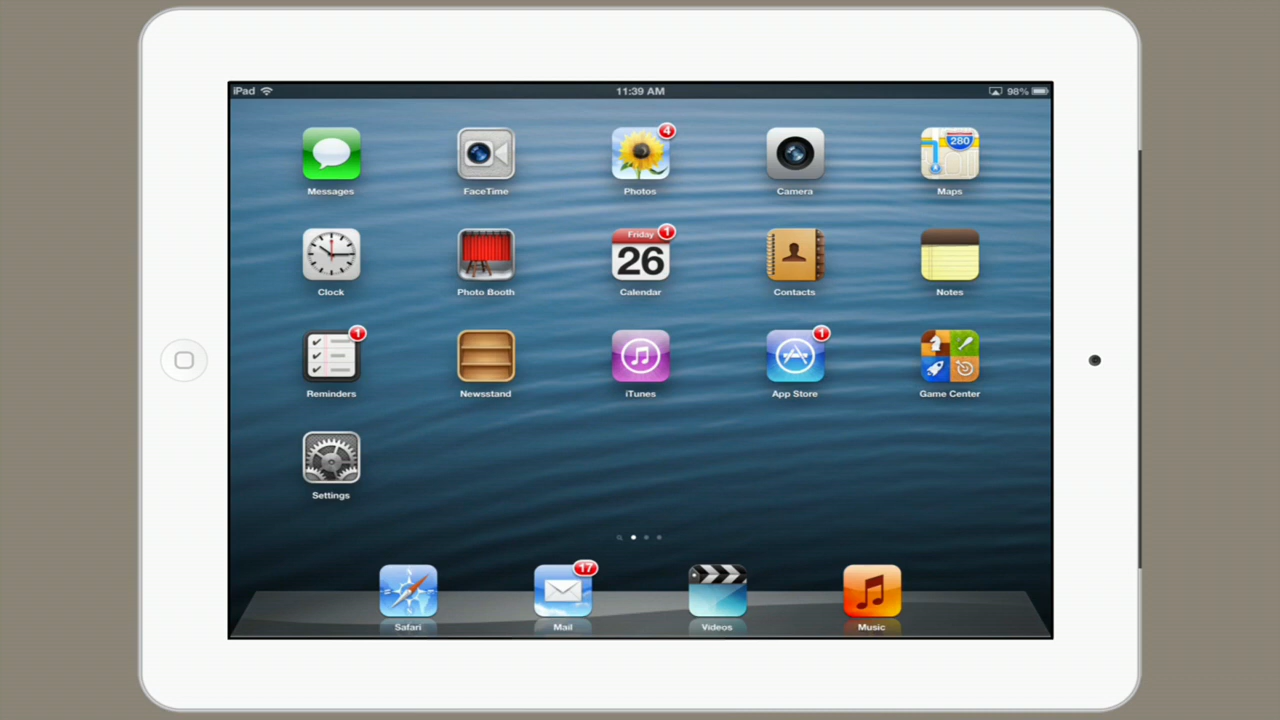 iPad 11:39 AM 98%
4
280
Messages FaceTime Photos Camera Maps
Friday 1
26
Clock Photo Booth Calendar Contacts Notes
1 1
Reminders Newsstand iTunes App Store Game Center
Settings
17
Safari Mail Videos Music